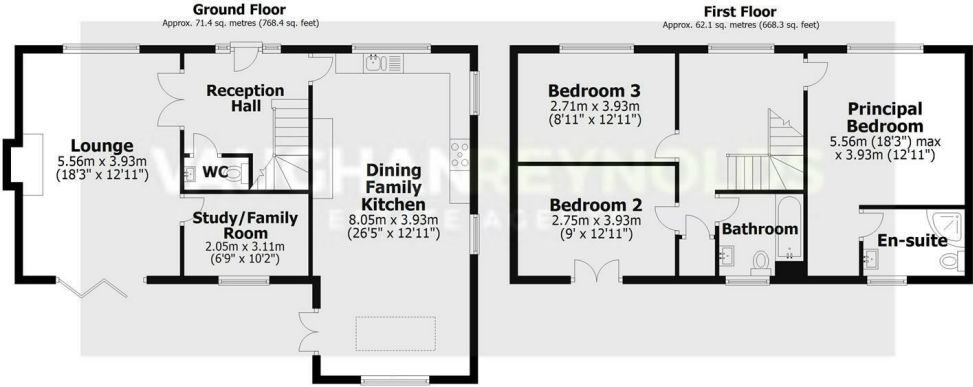 Ground Floor
Approx. 71.4 sq. metres (768.4 sq. feet)
Reception
Hall
Lounge
5.56m x 3.93m
(18'3" x 12'11")
WC
Dining
Family
Kitchen
8.05m x 3.93m
(26'5" x 12'11")
Study/Family
Room
2.05m x 3.11m
(6'9" x 10'2")
First Floor
Approx. 62.1 sq. metres (668.3 sq. feet)
Bedroom 3
2.71m x 3.93m
(8'11" x 12'11")
Principal
Bedroom
5.56m (18'3") max
x 3.93m (12'11")
Bedroom 2
2.75m x 3.93m
(9' x 12'11")
Bathroom
En-suite
VAUGHANREYNOLDS